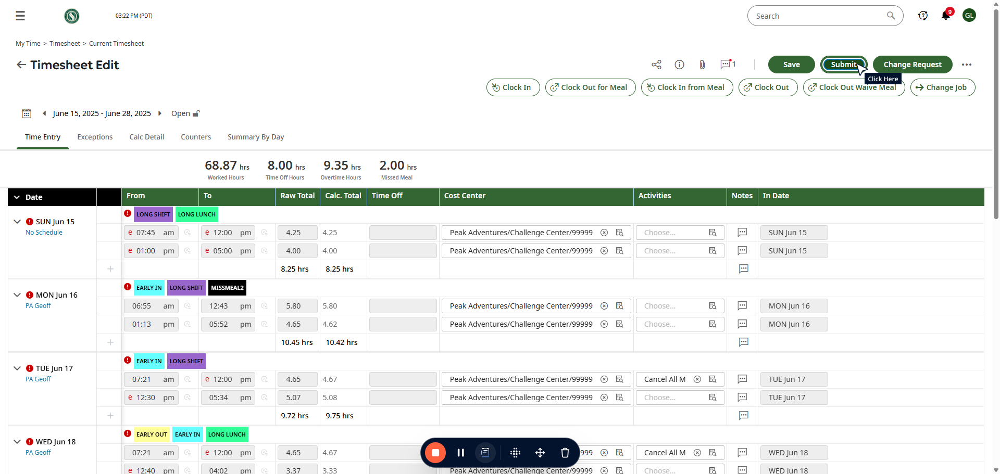 03:22 PM (PDT)
Search
9
GL
My Time > Timesheet > Current Timesheet
Timesheet Edit
1
Save
Submit
Change Request
Click Here
Clock In
Clock Out for Meal
Clock In from Meal
Clock Out
Clock Out Waive Meal
Change Job
June 15, 2025 - June 28, 2025
Open
Time Entry Exceptions Calc Detail Counters Summary By Day
68.87 hrs 8.00 hrs 9.35 hrs 2.00 hrs
Worked Hours Time Off Hours Overtime Hours Missed Meal
Date From To Raw Total Calc. Total Time Off Cost Center Activities Notes In Date
LONG SHIFT LONG LUNCH
SUN Jun 15
No Schedule
e 07:45 am e 12:00 pm 4.25 4.25 Peak Adventures/Challenge Center/99999 Choose... SUN Jun 15
e 01:00 pm e 05:00 pm 4.00 4.00 Peak Adventures/Challenge Center/99999 Choose... SUN Jun 15
8.25 hrs 8.25 hrs
EARLY IN LONG SHIFT MISSMEAL2
MON Jun 16
PA Geoff
06:55 am 12:43 pm 5.80 5.80 Peak Adventures/Challenge Center/99999 Choose... MON Jun 16
01:13 pm 05:52 pm 4.65 4.62 Peak Adventures/Challenge Center/99999 Choose... MON Jun 16
10.45 hrs 10.42 hrs
EARLY IN LONG SHIFT
TUE Jun 17
PA Geoff
07:21 am e 12:00 pm 4.65 4.67 Peak Adventures/Challenge Center/99999 Cancel All M TUE Jun 17
e 12:30 pm 05:34 pm 5.07 5.08 Peak Adventures/Challenge Center/99999 Choose... TUE Jun 17
9.72 hrs 9.75 hrs
EARLY OUT EARLY IN LONG LUNCH
WED Jun 18
PA Geoff
07:21 am e 12:00 pm 4.65 4.67 999 Cancel All M WED Jun 18
e 12:40 pm 04:02 pm 3.37 3.33 Peak Adventures/Challenge Center/99999 Choose... WED Jun 18